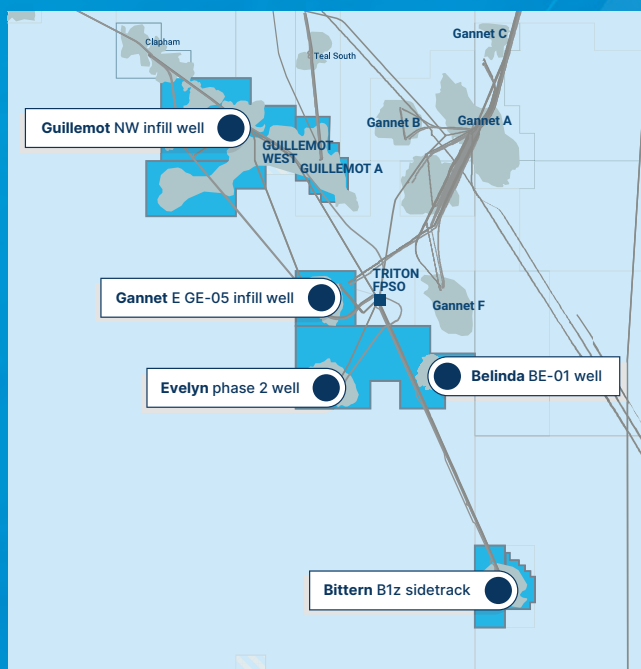 Clapham
Gannet C
Teal South
Guillemot NW infill well
Gannet B
Gannet A
GUILLEMOT
WEST
GUILLEMOT A
TRITON
FPSO
Gannet E GE-05 infill well
Gannet F
Evelyn phase 2 well
Belinda BE-01 well
Bittern B1z sidetrack